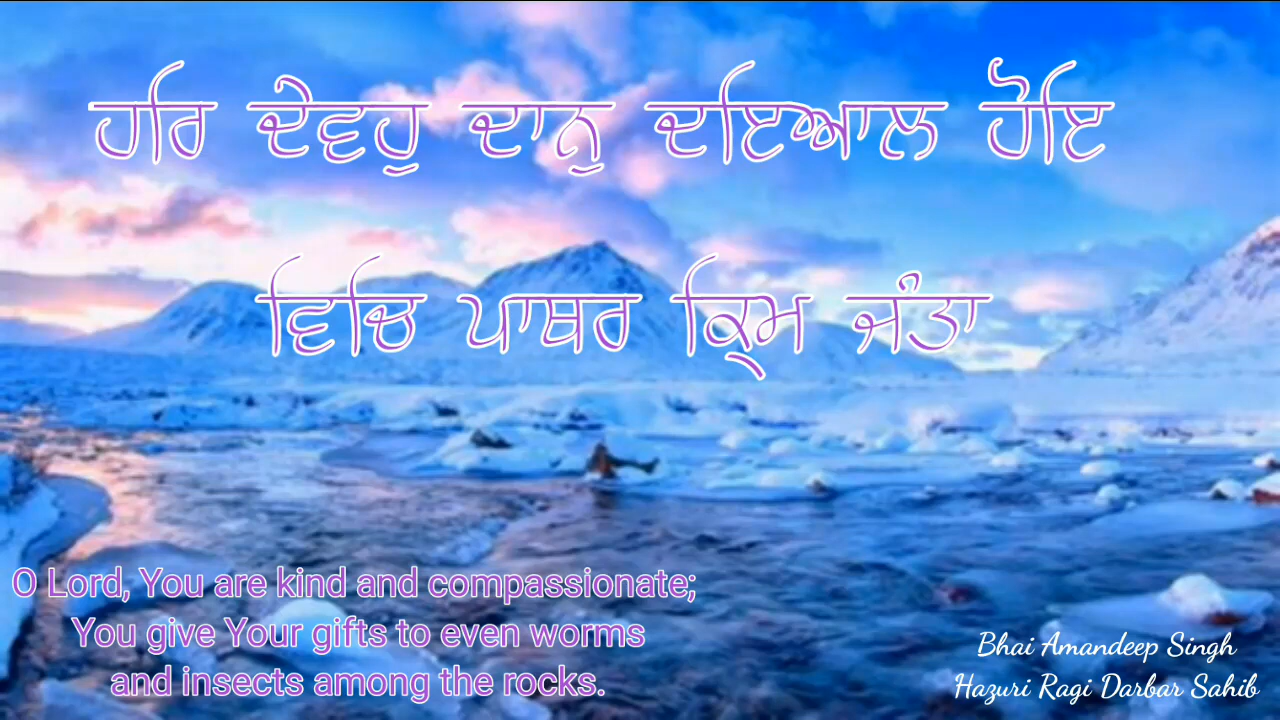 ਹਰਿ ਦੇਵਹੁ ਦਾਨੁ ਦਇਆਲ ਹੋਇ
ਵਿਚਿ ਪਾਥਰ ਕ੍ਰਿਮ ਜੰਤਾ
O Lord, You are kind and compassionate;
You give Your gifts to even worms
and insects among the rocks.
Bhai Amandeep Singh
Hazuri Ragi Darbar Sahib